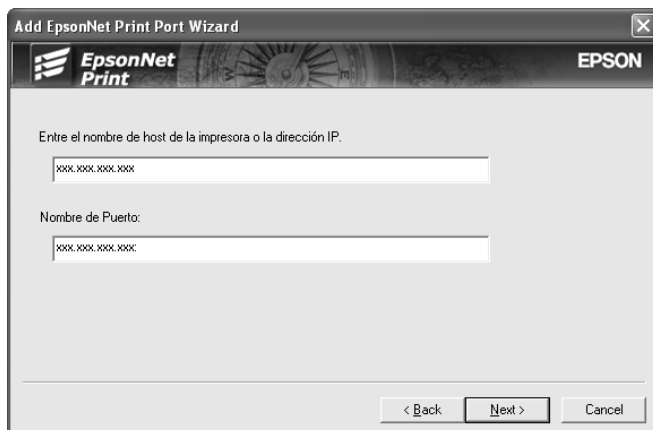 Add EpsonNet Print Port Wizard
EpsonNet
Print
EPSON
Entre el nombre de host de la impresora o la dirección IP.
xxx.xxx.xxx.xxx
Nombre de Puerto:
xxx.xxx.xxx.xxx:
< Back
Next >
Cancel